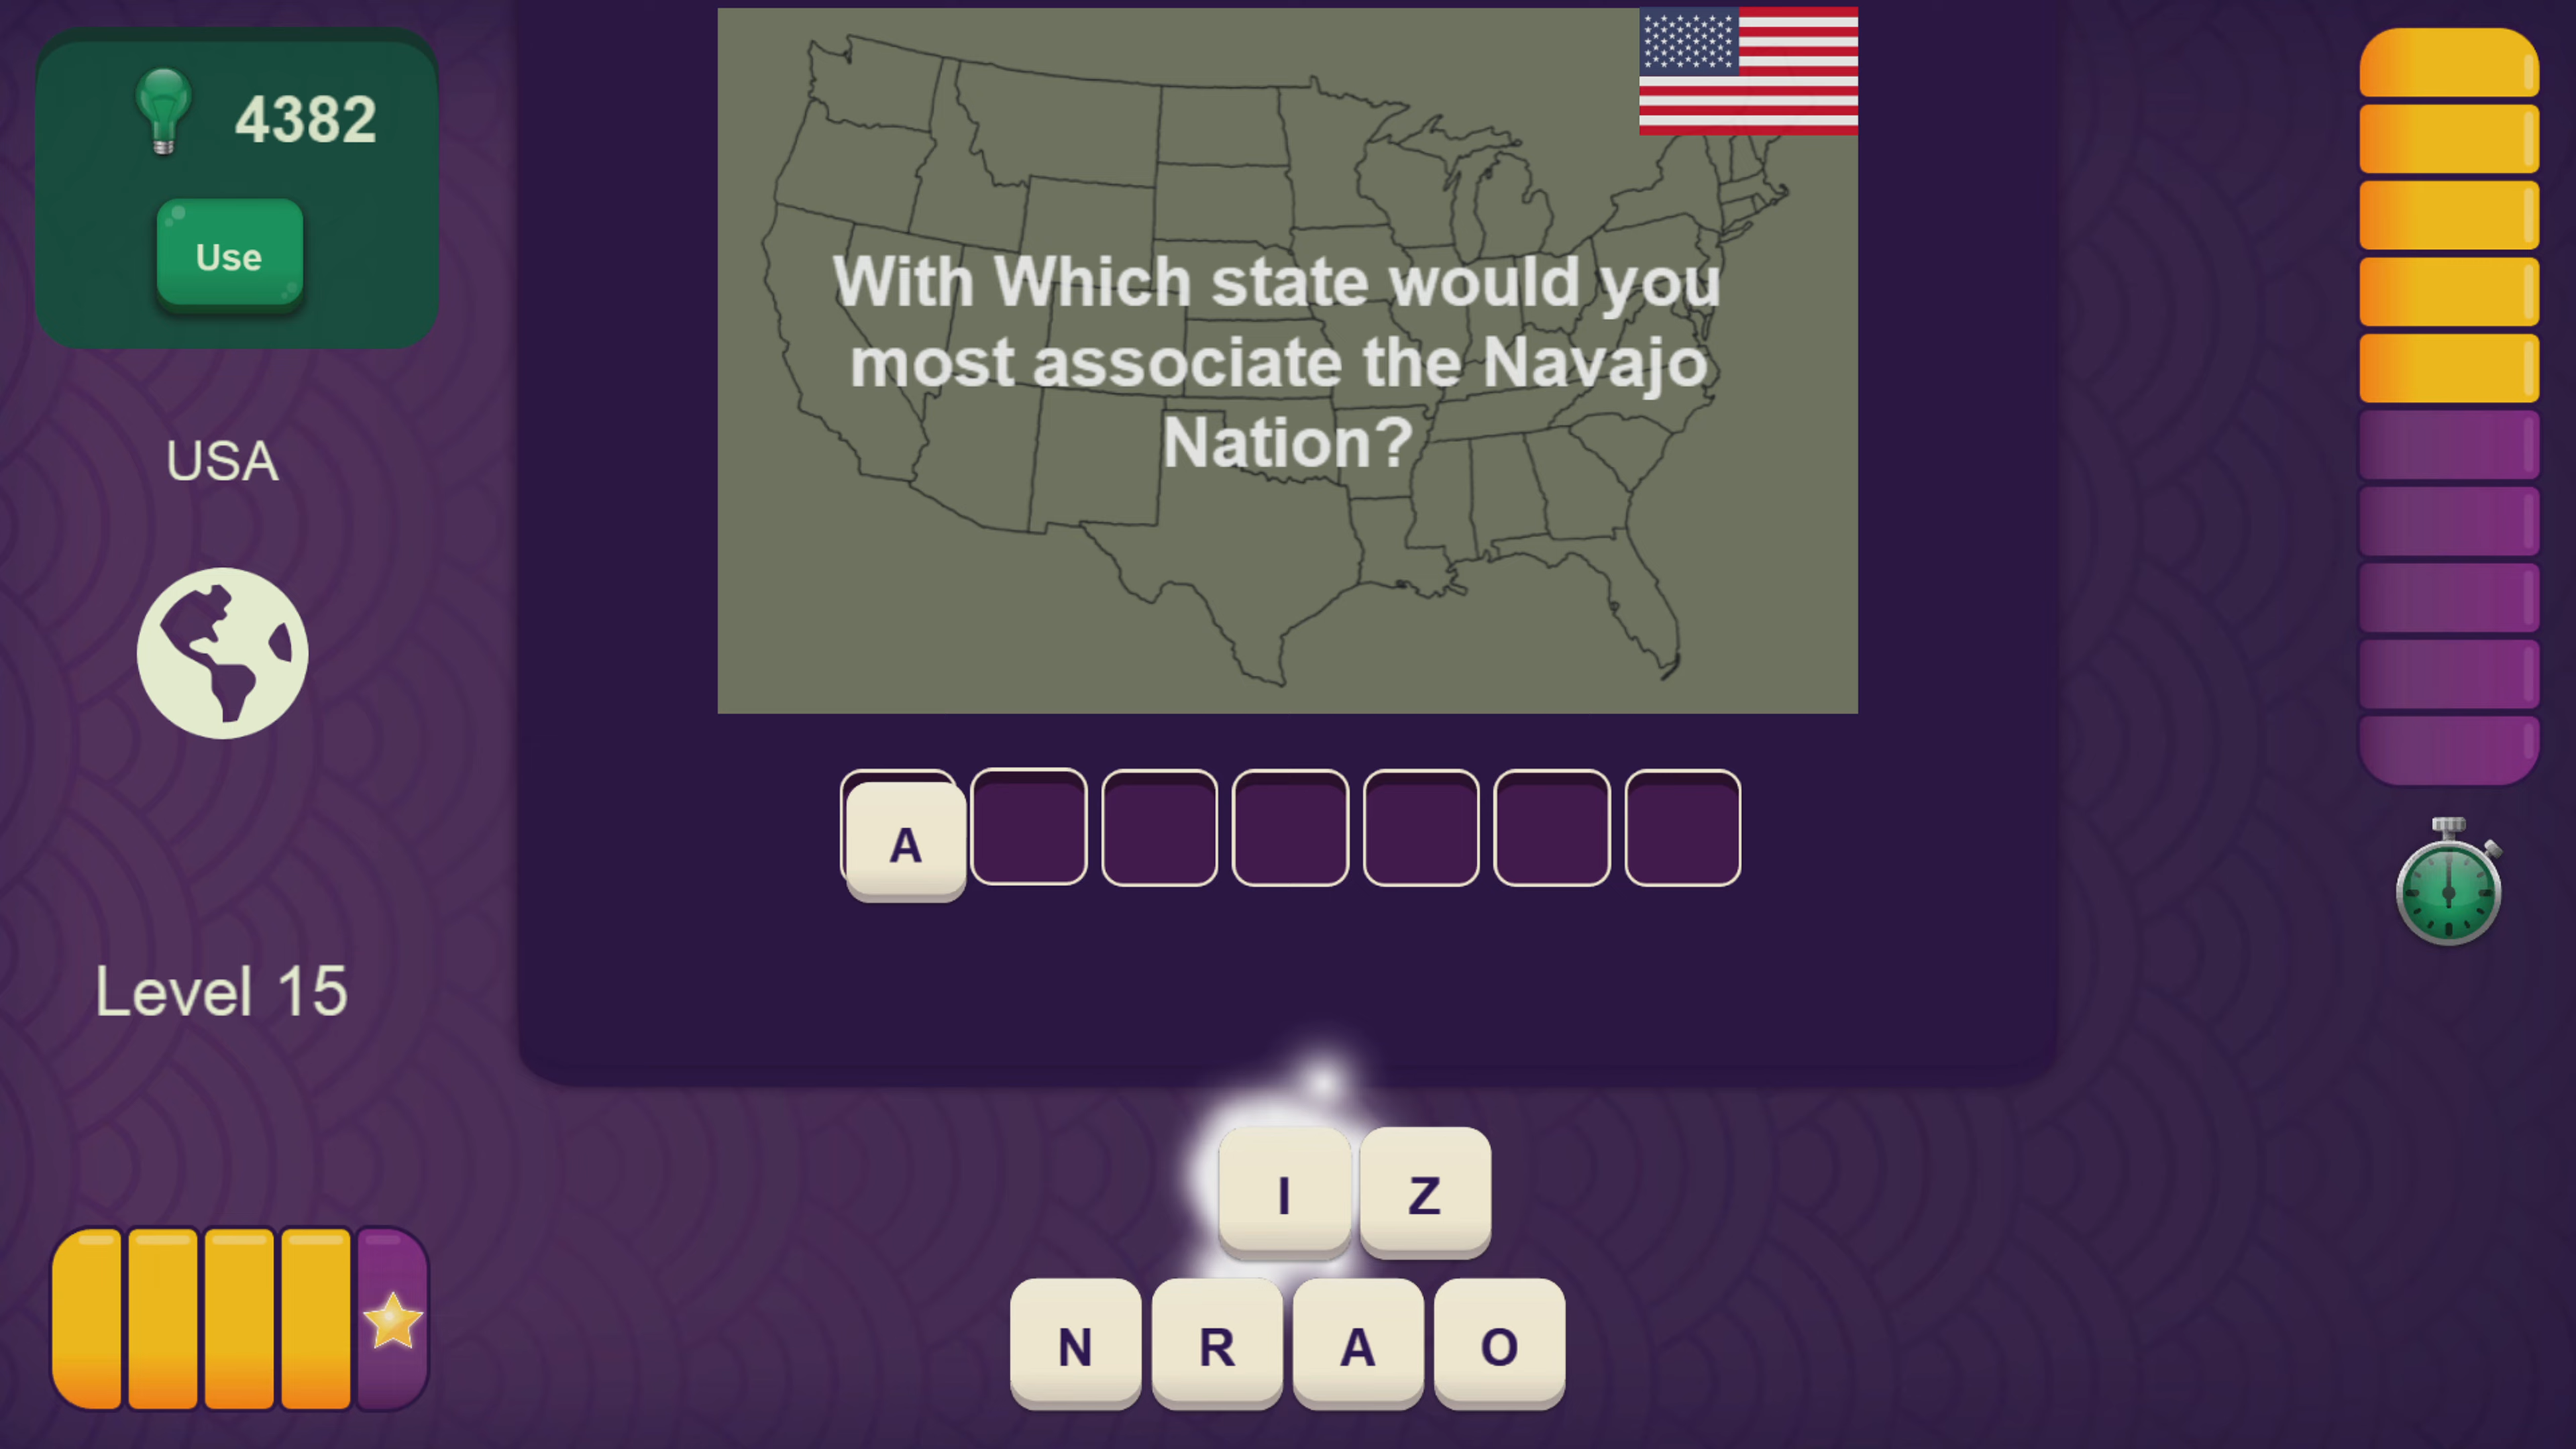 4382
Use
USA
Level 15
With Which state would you
most associate the Navajo
Nation?
A
I Z
N R A O